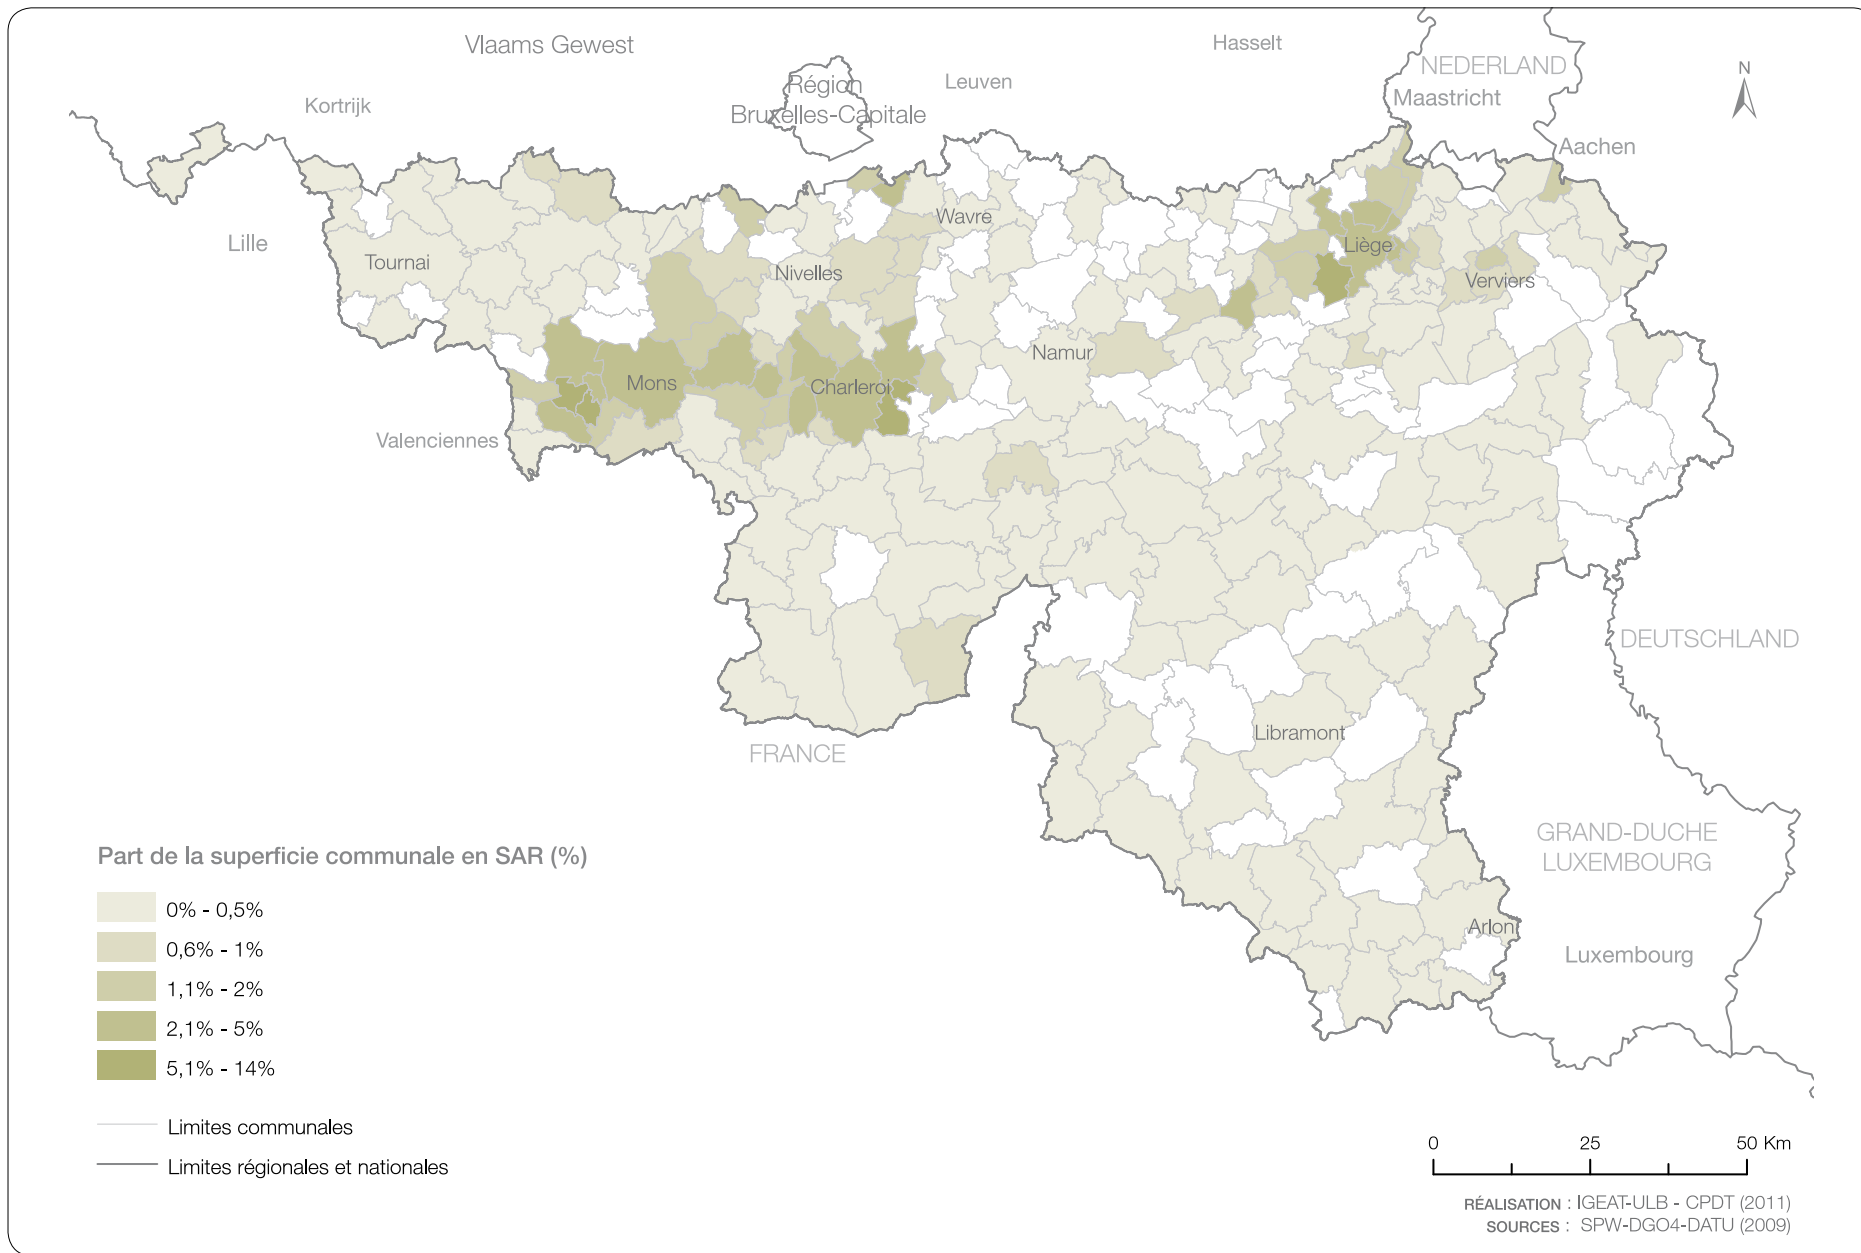 Vlaams Gewest
Hasselt
NEDERLAND
Maastricht
N
Leuven
Région
Bruxelles-Capitale
Kortrijk
Aachen
Lille
Tournai
Wavre
Nivelles
Liège
Verviers
Namur
Mons
Charleroi
Valenciennes
DEUTSCHLAND
Libramont
FRANCE
GRAND-DUCHE
LUXEMBOURG
Arlon
Luxembourg
Part de la superficie communale en SAR (%)
0% - 0,5%
0,6% - 1%
1,1% - 2%
2,1% - 5%
5,1% - 14%
Limites communales
Limites régionales et nationales
0 25 50 Km
RÉALISATION : IGEAT-ULB - CPDT (2011)
SOURCES : SPW-DGO4-DATU (2009)